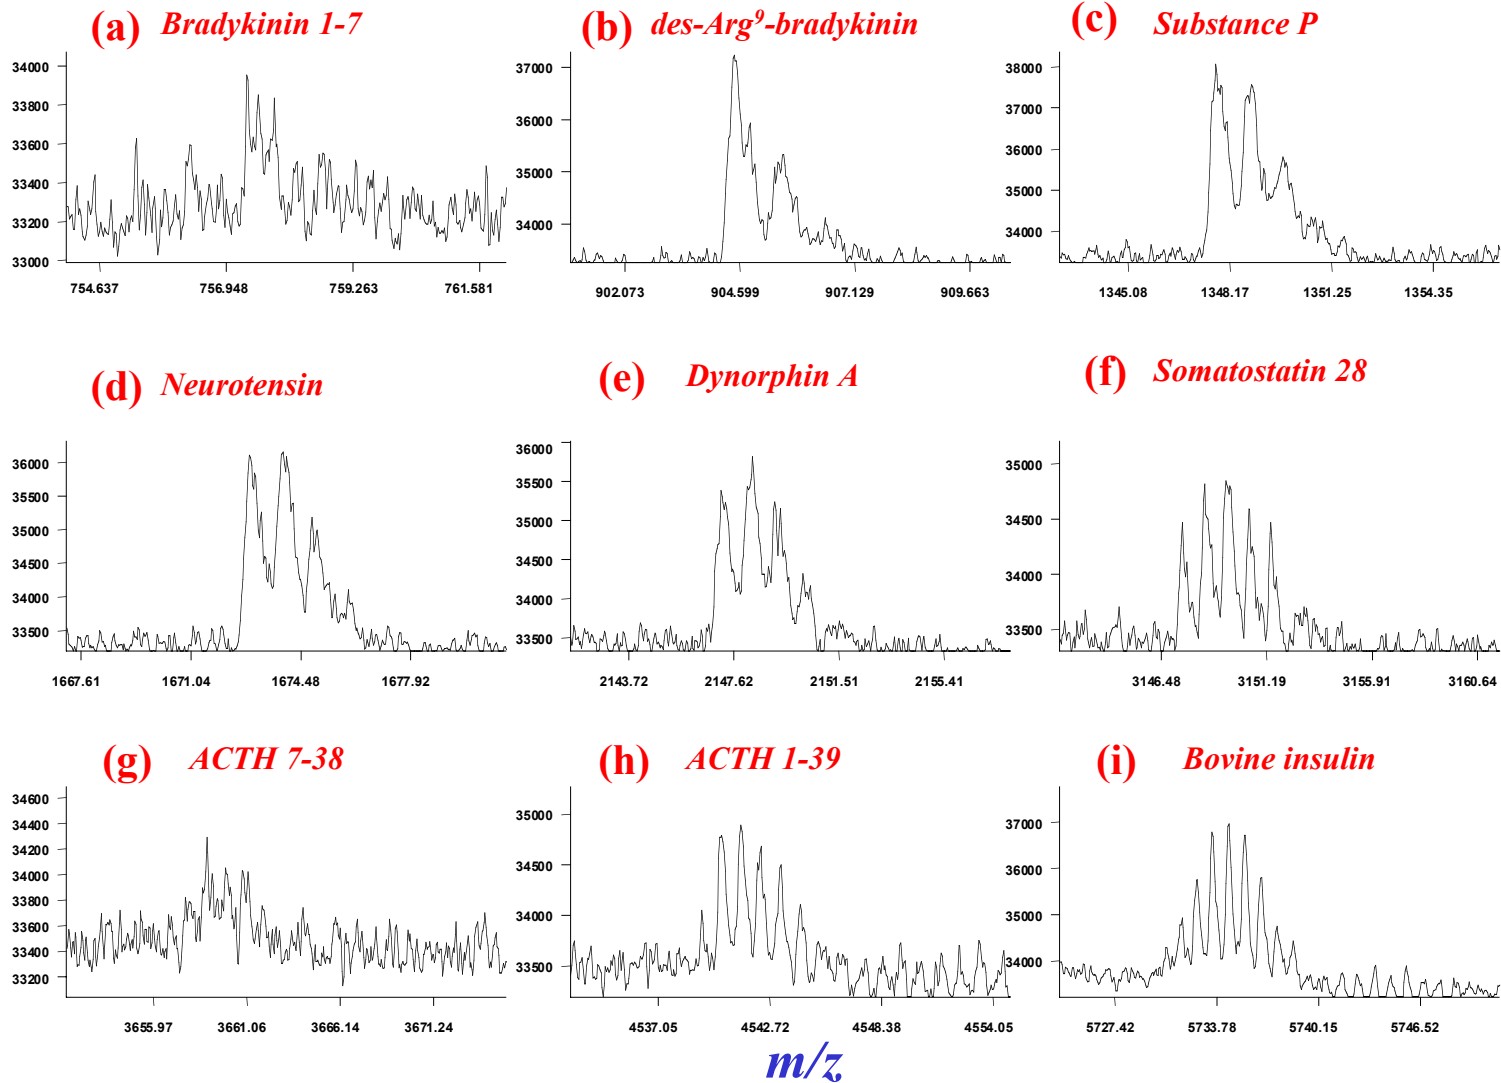 (a) Bradykinin 1-7
34000
33800
33600
33400
33200
33000
754.637 756.948 759.263 761.581
(b) des-Arg⁹-bradykinin
37000
36000
35000
34000
902.073 904.599 907.129 909.663
(c) Substance P
38000
37000
36000
35000
34000
1345.08 1348.17 1351.25 1354.35
(d) Neurotensin
36000
35500
35000
34500
34000
33500
1667.61 1671.04 1674.48 1677.92
(e) Dynorphin A
36000
35500
35000
34500
34000
33500
2143.72 2147.62 2151.51 2155.41
(f) Somatostatin 28
35000
34500
34000
33500
3146.48 3151.19 3155.91 3160.64
(g) ACTH 7-38
34600
34400
34200
34000
33800
33600
33400
33200
3655.97 3661.06 3666.14 3671.24
(h) ACTH 1-39
35000
34500
34000
33500
4537.05 4542.72 4548.38 4554.05
(i) Bovine insulin
37000
36000
35000
34000
5727.42 5733.78 5740.15 5746.52
m/z